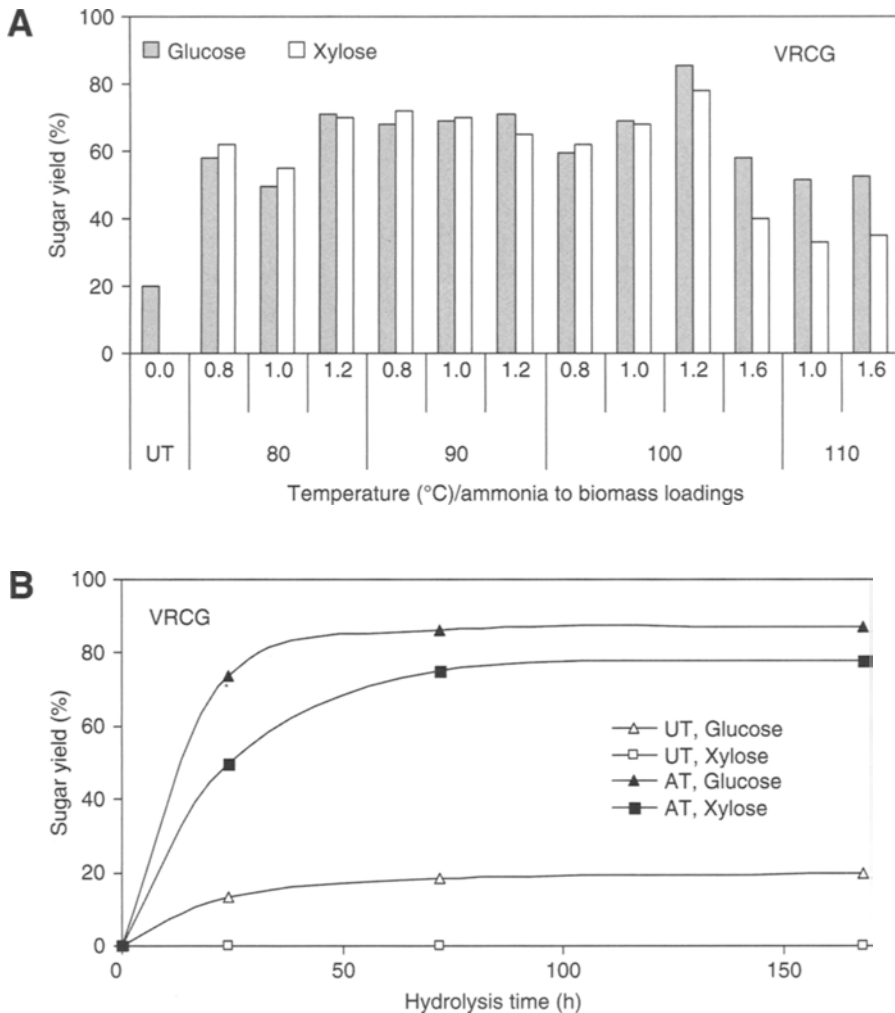 A
100
Glucose
Xylose
VRCG
80
60
40
20
0
Sugar yield (%)
0.0 0.8 1.0 1.2 0.8 1.0 1.2 0.8 1.0 1.2 1.6 1.0 1.6
UT 80 90 100 110
Temperature (°C)/ammonia to biomass loadings
B
100
VRCG
80
60
40
20
0
Sugar yield (%)
UT, Glucose
UT, Xylose
AT, Glucose
AT, Xylose
0 50 100 150
Hydrolysis time (h)